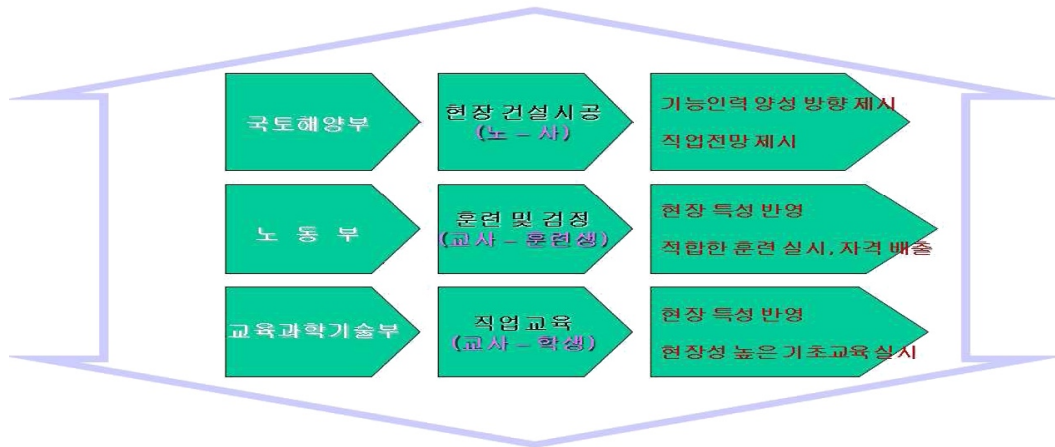 국토해양부
현장 건설시공
(노 – 사)
기능인력 양성 방향 제시
직업전망 제시
노 동 부
훈련 및 검정
(교사 – 훈련생)
현장 특성 반영
적합한 훈련 실시, 자격 배출
교육과학기술부
직업교육
(교사 – 학생)
현장 특성 반영
현장성 높은 기초교육 실시